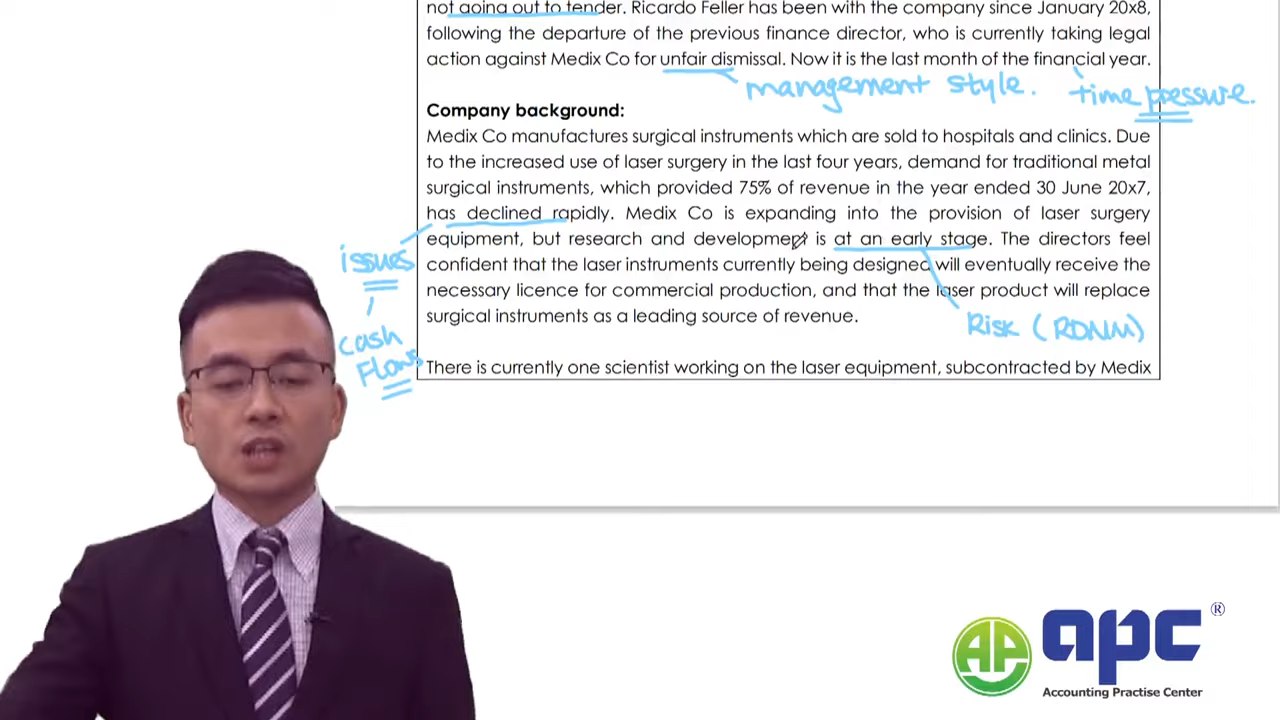 not going out to tender. Ricardo Feller has been with the company since January 20x8,
following the departure of the previous finance director, who is currently taking legal
action against Medix Co for unfair dismissal. Now it is the last month of the financial year.
management style. time pressure.
Company background:
Medix Co manufactures surgical instruments which are sold to hospitals and clinics. Due
to the increased use of laser surgery in the last four years, demand for traditional metal
surgical instruments, which provided 75% of revenue in the year ended 30 June 20x7,
has declined rapidly. Medix Co is expanding into the provision of laser surgery
equipment, but research and development is at an early stage. The directors feel
issues
confident that the laser instruments currently being designed will eventually receive the
necessary licence for commercial production, and that the laser product will replace
surgical instruments as a leading source of revenue.
Risk (ROMM)
cash
Flows
There is currently one scientist working on the laser equipment, subcontracted by Medix
AP apc ®
Accounting Practise Center